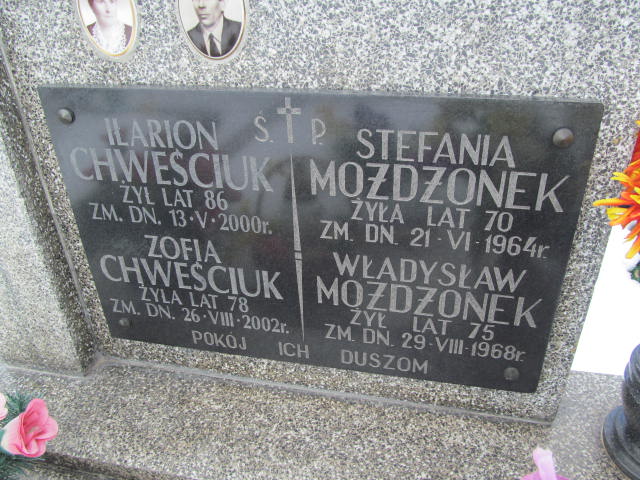 Ś. P.
IŁARION
CHWEŚCIUK
ŻYŁ LAT 86
ZM. DN. 13·V·2000r.
ZOFIA
CHWEŚCIUK
ŻYŁA LAT 78
ZM. DN. 26·VIII·2002r.
STEFANIA
MOŻDŻONEK
ŻYŁA LAT 70
ZM. DN. 21·VI·1964r.
WŁADYSŁAW
MOŻDŻONEK
ŻYŁ LAT 75
ZM. DN. 29·VIII·1968r.
POKÓJ ICH DUSZOM